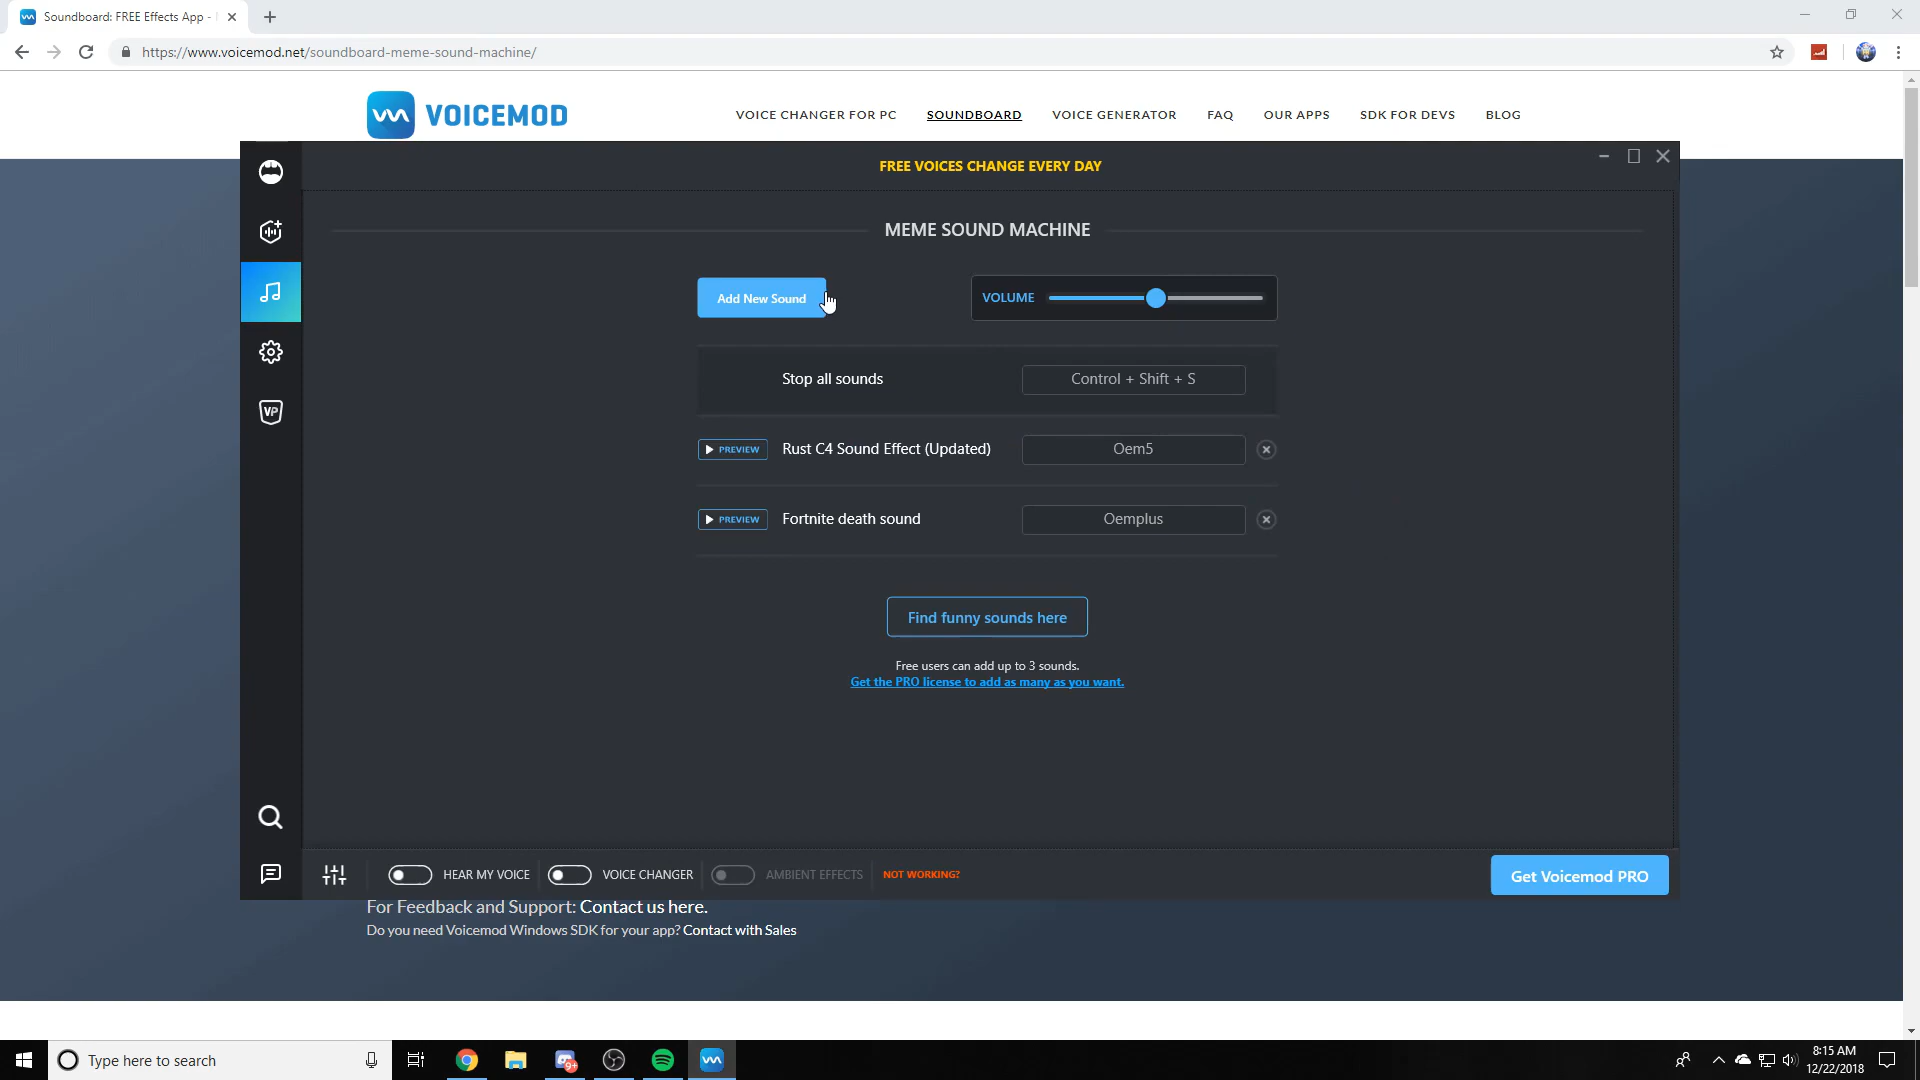 Soundboard: FREE Effects App -
https://www.voicemod.net/soundboard-meme-sound-machine/
VOICEMOD
VOICE CHANGER FOR PC
SOUNDBOARD
VOICE GENERATOR
FAQ
OUR APPS
SDK FOR DEVS
BLOG
FREE VOICES CHANGE EVERY DAY
MEME SOUND MACHINE
Add New Sound
VOLUME
Stop all sounds
Control + Shift + S
PREVIEW
Rust C4 Sound Effect (Updated)
Oem5
PREVIEW
Fortnite death sound
Oemplus
VP
Find funny sounds here
Free users can add up to 3 sounds.
Get the PRO license to add as many as you want.
HEAR MY VOICE
VOICE CHANGER
AMBIENT EFFECTS
NOT WORKING?
Get Voicemod PRO
For Feedback and Support: Contact us here.
Do you need Voicemod Windows SDK for your app? Contact with Sales
Type here to search
9+
8:15 AM
12/22/2018